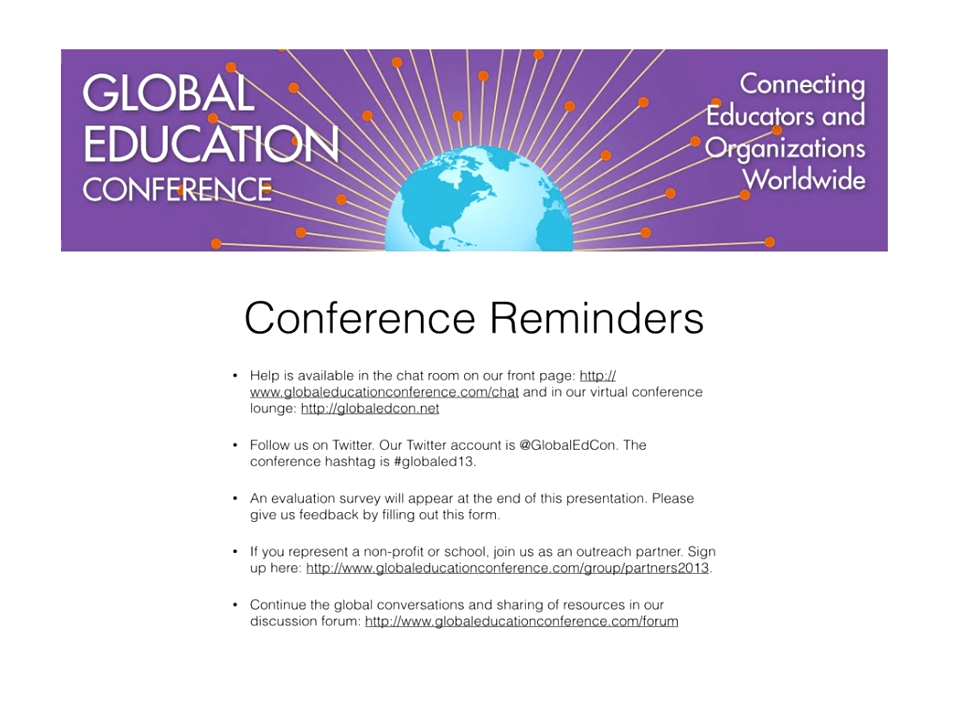 GLOBAL
EDUCATION
CONFERENCE
Connecting
Educators and
Organizations
Worldwide
Conference Reminders
• Help is available in the chat room on our front page: http://
www.globaleducationconference.com/chat and in our virtual conference
lounge: http://globaledcon.net
• Follow us on Twitter. Our Twitter account is @GlobalEdCon. The
conference hashtag is #globaled13.
• An evaluation survey will appear at the end of this presentation. Please
give us feedback by filling out this form.
• If you represent a non-profit or school, join us as an outreach partner. Sign
up here: http://www.globaleducationconference.com/group/partners2013.
• Continue the global conversations and sharing of resources in our
discussion forum: http://www.globaleducationconference.com/forum